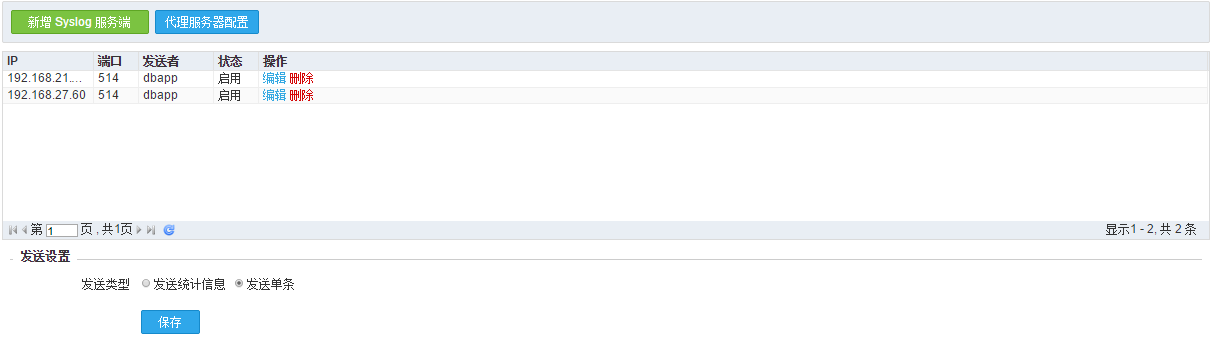 新增 Syslog 服务端 代理服务器配置
IP 端口 发送者 状态 操作
192.168.21.... 514 dbapp 启用 编辑 删除
192.168.27.60 514 dbapp 启用 编辑 删除
第 1 页 , 共1页 显示1 - 2, 共 2 条
发送设置
发送类型 发送统计信息 发送单条
保存